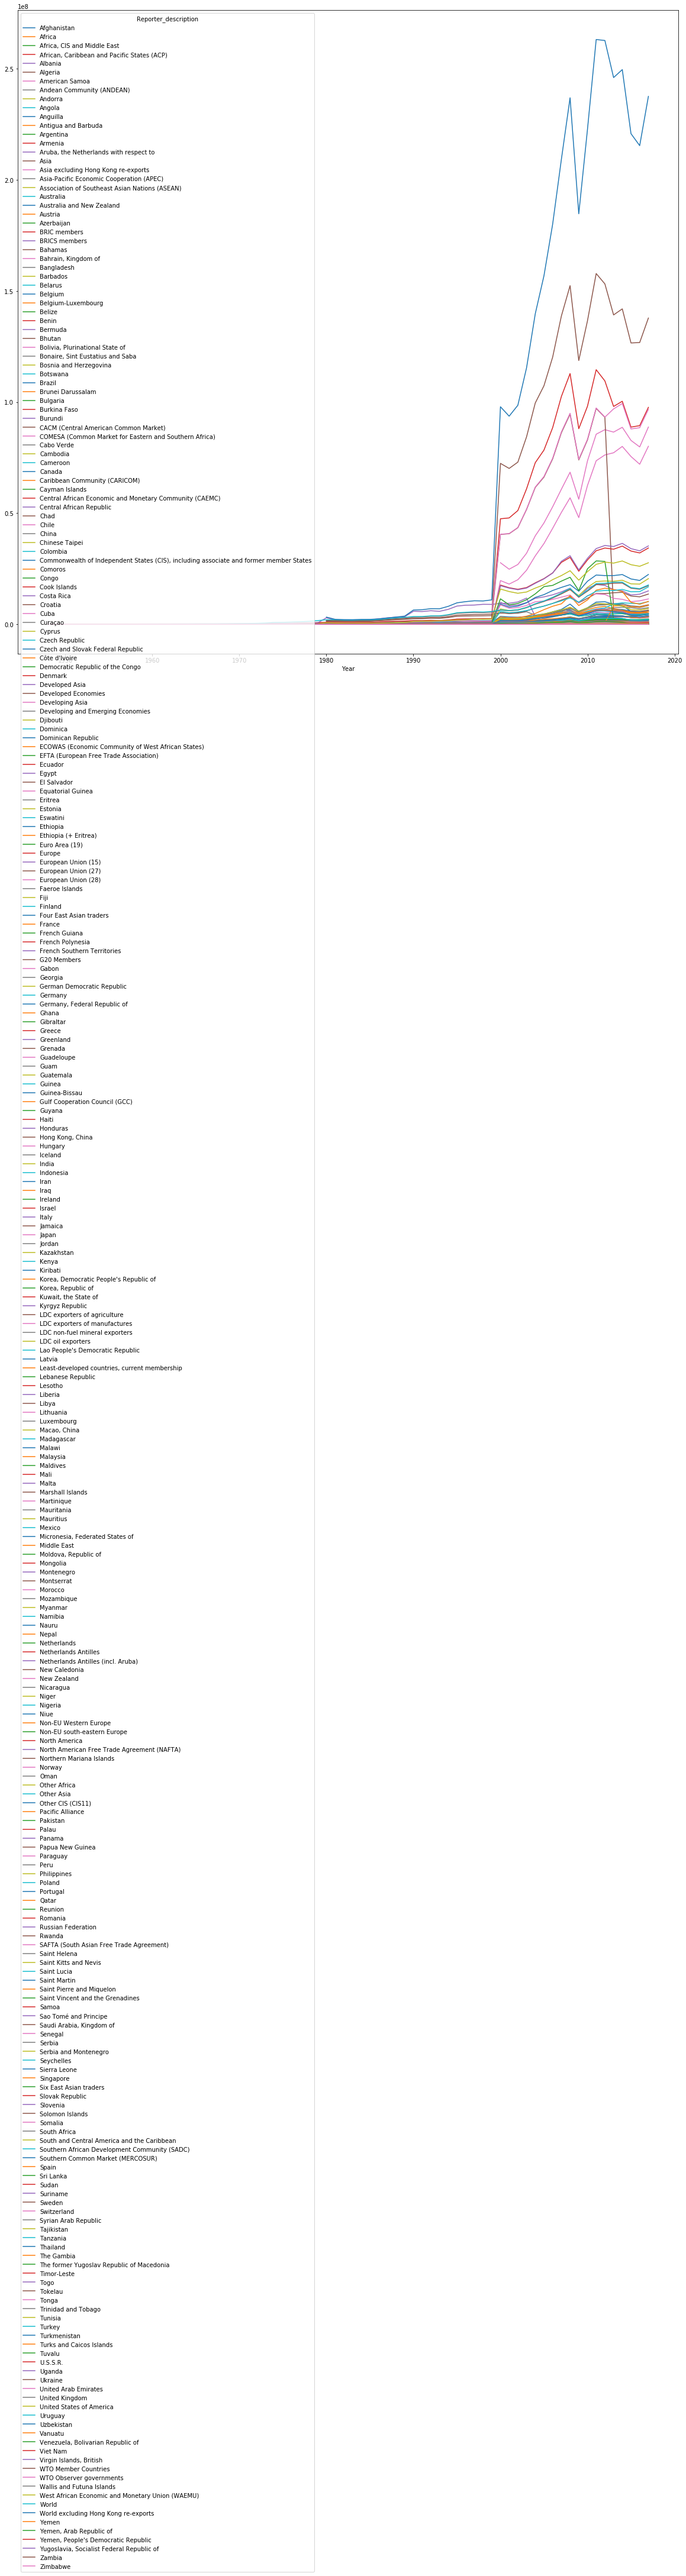 1e8
Reporter_description
Afghanistan
Africa
Africa, CIS and Middle East
African, Caribbean and Pacific States (ACP)
Albania
Algeria
American Samoa
Andean Community (ANDEAN)
Andorra
Angola
Anguilla
Antigua and Barbuda
Argentina
Armenia
Aruba, the Netherlands with respect to
Asia
Asia excluding Hong Kong re-exports
Asia-Pacific Economic Cooperation (APEC)
Association of Southeast Asian Nations (ASEAN)
Australia
Australia and New Zealand
Austria
Azerbaijan
BRIC members
BRICS members
Bahamas
Bahrain, Kingdom of
Bangladesh
Barbados
Belarus
Belgium
Belgium-Luxembourg
Belize
Benin
Bermuda
Bhutan
Bolivia, Plurinational State of
Bonaire, Sint Eustatius and Saba
Bosnia and Herzegovina
Botswana
Brazil
Brunei Darussalam
Bulgaria
Burkina Faso
Burundi
CACM (Central American Common Market)
COMESA (Common Market for Eastern and Southern Africa)
Cabo Verde
Cambodia
Cameroon
Canada
Caribbean Community (CARICOM)
Cayman Islands
Central African Economic and Monetary Community (CAEMC)
Central African Republic
Chad
Chile
China
Chinese Taipei
Colombia
Commonwealth of Independent States (CIS), including associate and former member States
Comoros
Congo
Cook Islands
Costa Rica
Croatia
Cuba
Curaçao
Cyprus
Czech Republic
Czech and Slovak Federal Republic
Côte d'Ivoire
Democratic Republic of the Congo
Denmark
Developed Asia
Developed Economies
Developing Asia
Developing and Emerging Economies
Djibouti
Dominica
Dominican Republic
ECOWAS (Economic Community of West African States)
EFTA (European Free Trade Association)
Ecuador
Egypt
El Salvador
Equatorial Guinea
Eritrea
Estonia
Eswatini
Ethiopia
Ethiopia (+ Eritrea)
Euro Area (19)
Europe
European Union (15)
European Union (27)
European Union (28)
Faeroe Islands
Fiji
Finland
Four East Asian traders
France
French Guiana
French Polynesia
French Southern Territories
G20 Members
Gabon
Georgia
German Democratic Republic
Germany
Germany, Federal Republic of
Ghana
Gibraltar
Greece
Greenland
Grenada
Guadeloupe
Guam
Guatemala
Guinea
Guinea-Bissau
Gulf Cooperation Council (GCC)
Guyana
Haiti
Honduras
Hong Kong, China
Hungary
Iceland
India
Indonesia
Iran
Iraq
Ireland
Israel
Italy
Jamaica
Japan
Jordan
Kazakhstan
Kenya
Kiribati
Korea, Democratic People's Republic of
Korea, Republic of
Kuwait, the State of
Kyrgyz Republic
LDC exporters of agriculture
LDC exporters of manufactures
LDC non-fuel mineral exporters
LDC oil exporters
Lao People's Democratic Republic
Latvia
Least-developed countries, current membership
Lebanese Republic
Lesotho
Liberia
Libya
Lithuania
Luxembourg
Macao, China
Madagascar
Malawi
Malaysia
Maldives
Mali
Malta
Marshall Islands
Martinique
Mauritania
Mauritius
Mexico
Micronesia, Federated States of
Middle East
Moldova, Republic of
Mongolia
Montenegro
Montserrat
Morocco
Mozambique
Myanmar
Namibia
Nauru
Nepal
Netherlands
Netherlands Antilles
Netherlands Antilles (incl. Aruba)
New Caledonia
New Zealand
Nicaragua
Niger
Nigeria
Niue
Non-EU Western Europe
Non-EU south-eastern Europe
North America
North American Free Trade Agreement (NAFTA)
Northern Mariana Islands
Norway
Oman
Other Africa
Other Asia
Other CIS (CIS11)
Pacific Alliance
Pakistan
Palau
Panama
Papua New Guinea
Paraguay
Peru
Philippines
Poland
Portugal
Qatar
Reunion
Romania
Russian Federation
Rwanda
SAFTA (South Asian Free Trade Agreement)
Saint Helena
Saint Kitts and Nevis
Saint Lucia
Saint Martin
Saint Pierre and Miquelon
Saint Vincent and the Grenadines
Samoa
Sao Tomé and Principe
Saudi Arabia, Kingdom of
Senegal
Serbia
Serbia and Montenegro
Seychelles
Sierra Leone
Singapore
Six East Asian traders
Slovak Republic
Slovenia
Solomon Islands
Somalia
South Africa
South and Central America and the Caribbean
Southern African Development Community (SADC)
Southern Common Market (MERCOSUR)
Spain
Sri Lanka
Sudan
Suriname
Sweden
Switzerland
Syrian Arab Republic
Tajikistan
Tanzania
Thailand
The Gambia
The former Yugoslav Republic of Macedonia
Timor-Leste
Togo
Tokelau
Tonga
Trinidad and Tobago
Tunisia
Turkey
Turkmenistan
Turks and Caicos Islands
Tuvalu
U.S.S.R.
Uganda
Ukraine
United Arab Emirates
United Kingdom
United States of America
Uruguay
Uzbekistan
Vanuatu
Venezuela, Bolivarian Republic of
Viet Nam
Virgin Islands, British
WTO Member Countries
WTO Observer governments
Wallis and Futuna Islands
West African Economic and Monetary Union (WAEMU)
World
World excluding Hong Kong re-exports
Yemen
Yemen, Arab Republic of
Yemen, People's Democratic Republic
Yugoslavia, Socialist Federal Republic of
Zambia
Zimbabwe
2.5
2.0
1.5
1.0
0.5
0.0
1960
1970
1980
1990
2000
2010
2020
Year